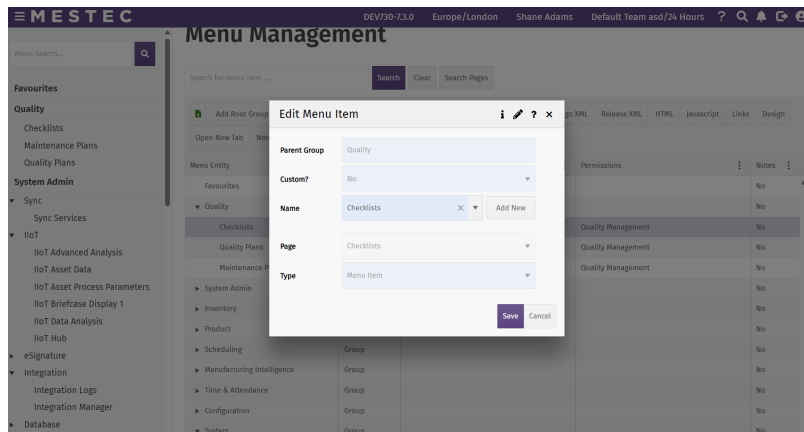 MESTEC
DEV730-7.3.0 Europe/London Shane Adams Default Team asd/24 Hours ?
Menu Search...
Favourites
Quality
Checklists
Maintenance Plans
Quality Plans
System Admin
Sync
Sync Services
IIoT
IIoT Advanced Analysis
IIoT Asset Data
IIoT Asset Process Parameters
IIoT Briefcase Display 1
IIoT Data Analysis
IIoT Hub
eSignature
Integration
Integration Logs
Integration Manager
Database
Menu Management
Search for menu item ... Search Clear Search Pages
Add Root Group XML Release XML HTML Javascript Links Design
Open New Tab
Menu Entity Permissions Notes
Favourites No
Quality No
Checklists Quality Management No
Quality Plans Quality Management No
Maintenance Quality Management No
System Admin No
Inventory No
Product No
Scheduling Group No
Manufacturing Intelligence Group No
Time & Attendance Group No
Configuration Group No
System Group No
Edit Menu Item i ? ×
Parent Group Quality
Custom? No
Name Checklists × Add New
Page Checklists
Type Menu Item
Save Cancel